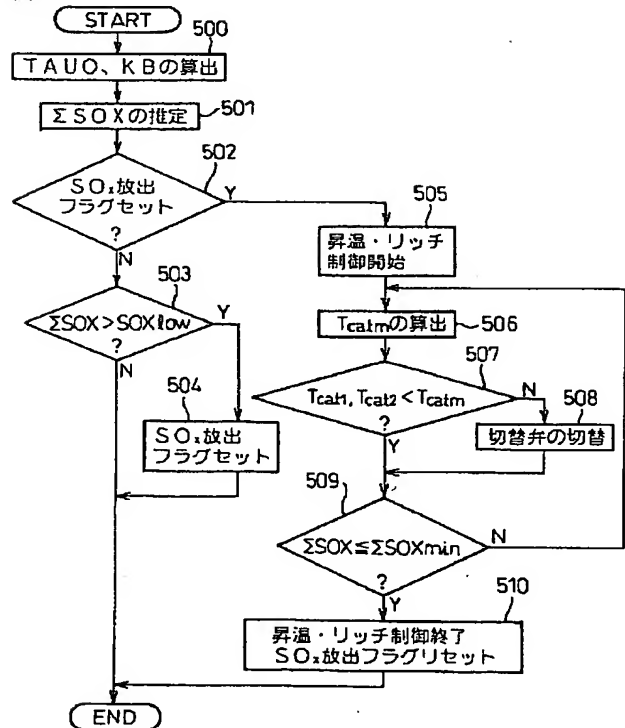 START
500
TAUO、KBの算出
501
ΣSOXの推定
502
SOx放出
フラグセット
?
Y
N
503
ΣSOX>SOXlow
?
Y
N
504
SOx放出
フラグセット
505
昇温・リッチ
制御開始
Tcatmの算出
506
507
Tcat1, Tcat2<Tcatm
?
N
Y
508
切替弁の切替
509
ΣSOX≦ΣSOXmin
?
N
Y
510
昇温・リッチ制御終了
SOx放出フラグリセット
END